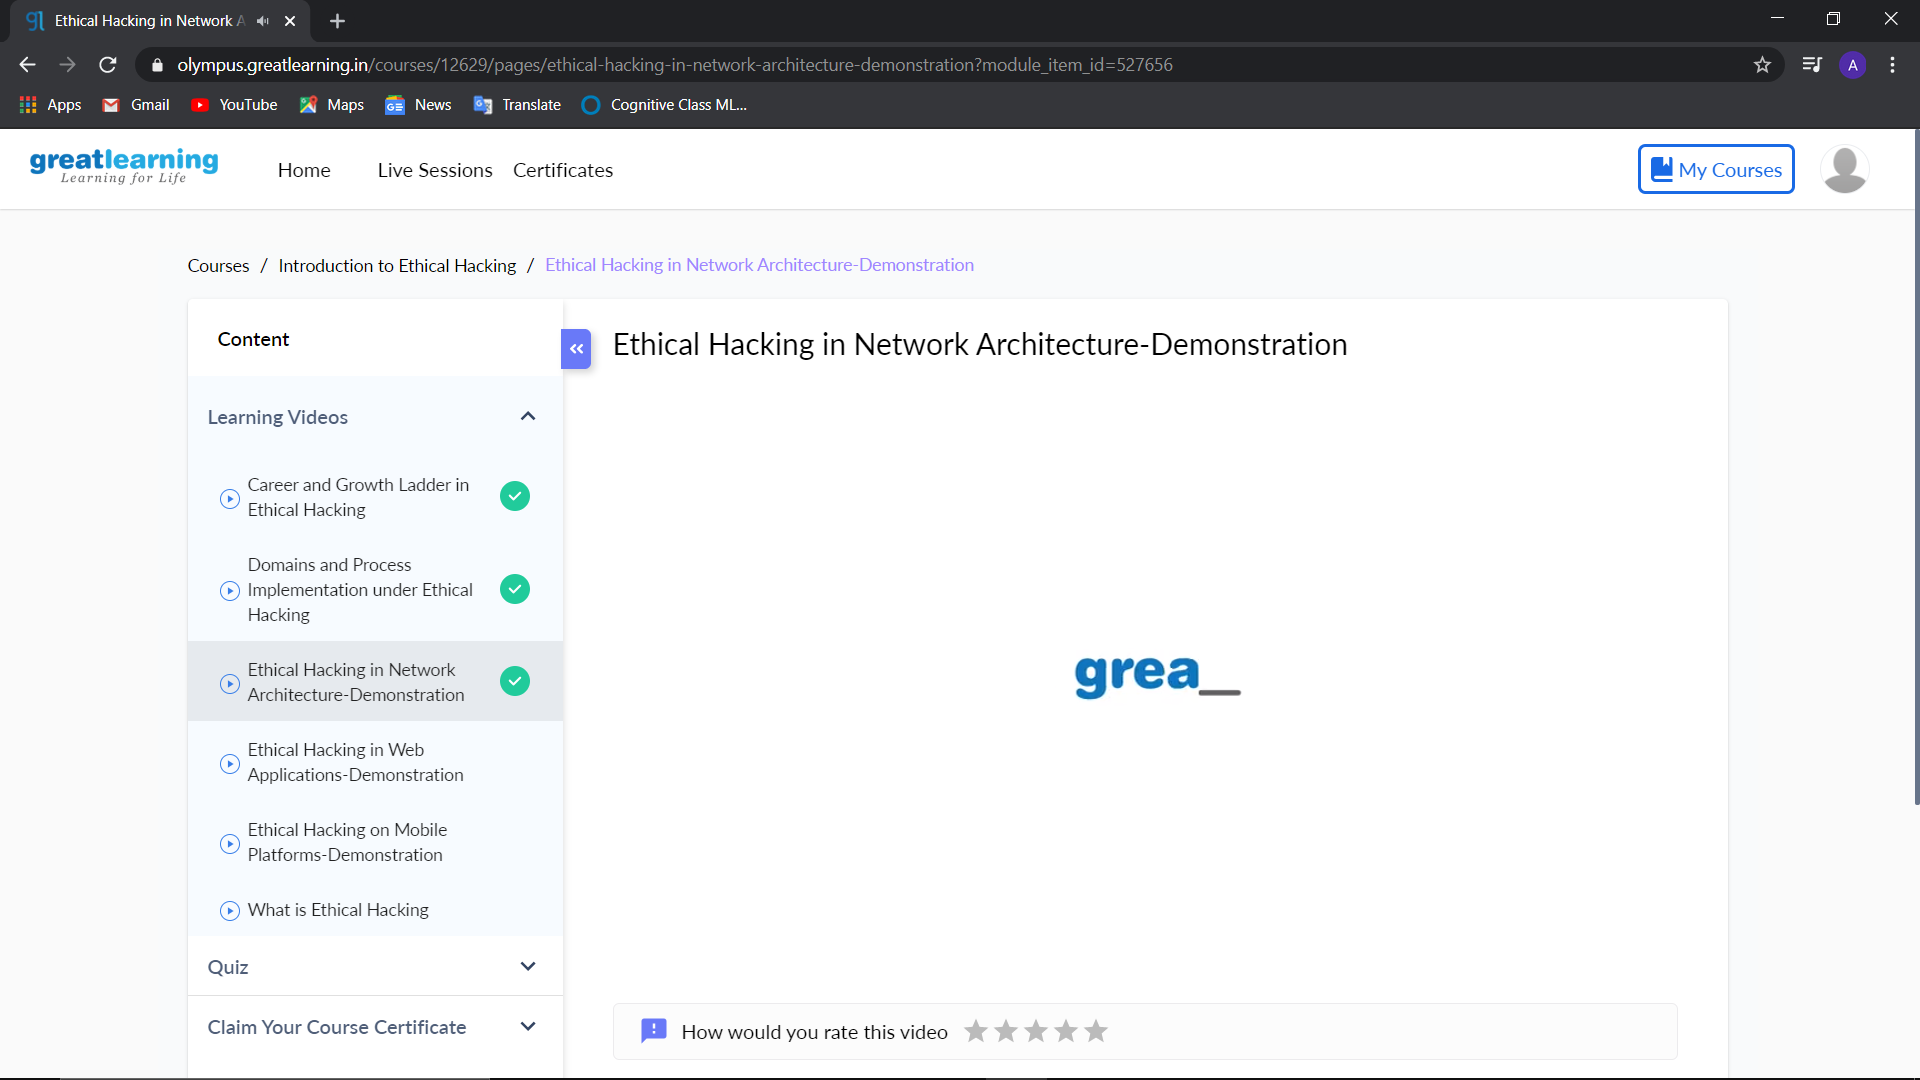 Ethical Hacking in Network A
olympus.greatlearning.in/courses/12629/pages/ethical-hacking-in-network-architecture-demonstration?module_item_id=527656
A
Apps Gmail YouTube Maps News Translate Cognitive Class ML...
greatlearning
Learning for Life
Home Live Sessions Certificates
My Courses
Courses / Introduction to Ethical Hacking / Ethical Hacking in Network Architecture-Demonstration
Content
Ethical Hacking in Network Architecture-Demonstration
Learning Videos
Career and Growth Ladder in
Ethical Hacking
Domains and Process
Implementation under Ethical
Hacking
Ethical Hacking in Network
Architecture-Demonstration
Ethical Hacking in Web
Applications-Demonstration
Ethical Hacking on Mobile
Platforms-Demonstration
What is Ethical Hacking
Quiz
Claim Your Course Certificate
grea_
How would you rate this video